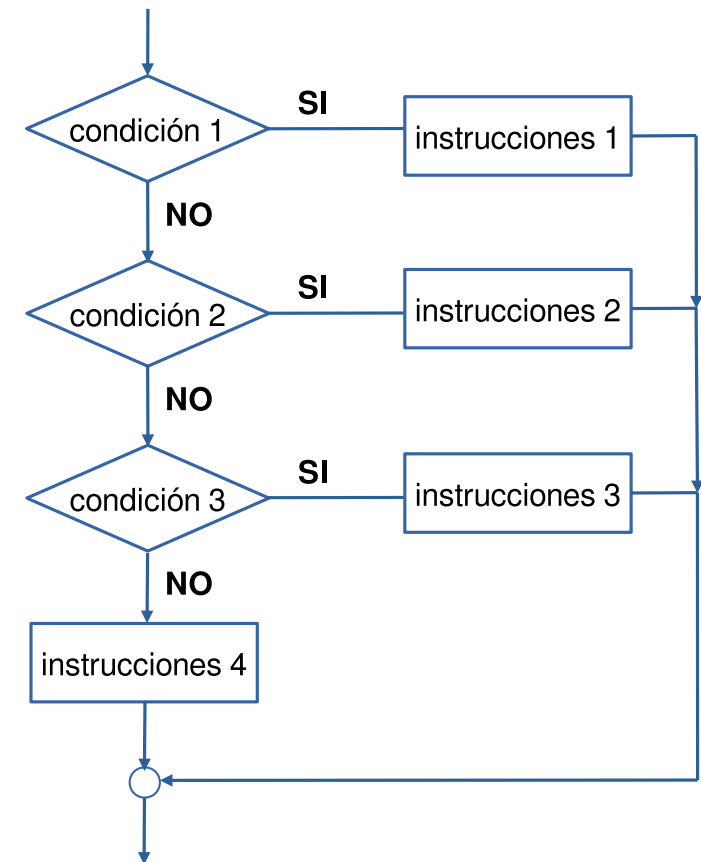 condición 1
SI
instrucciones 1
NO
condición 2
SI
instrucciones 2
NO
condición 3
SI
instrucciones 3
NO
instrucciones 4